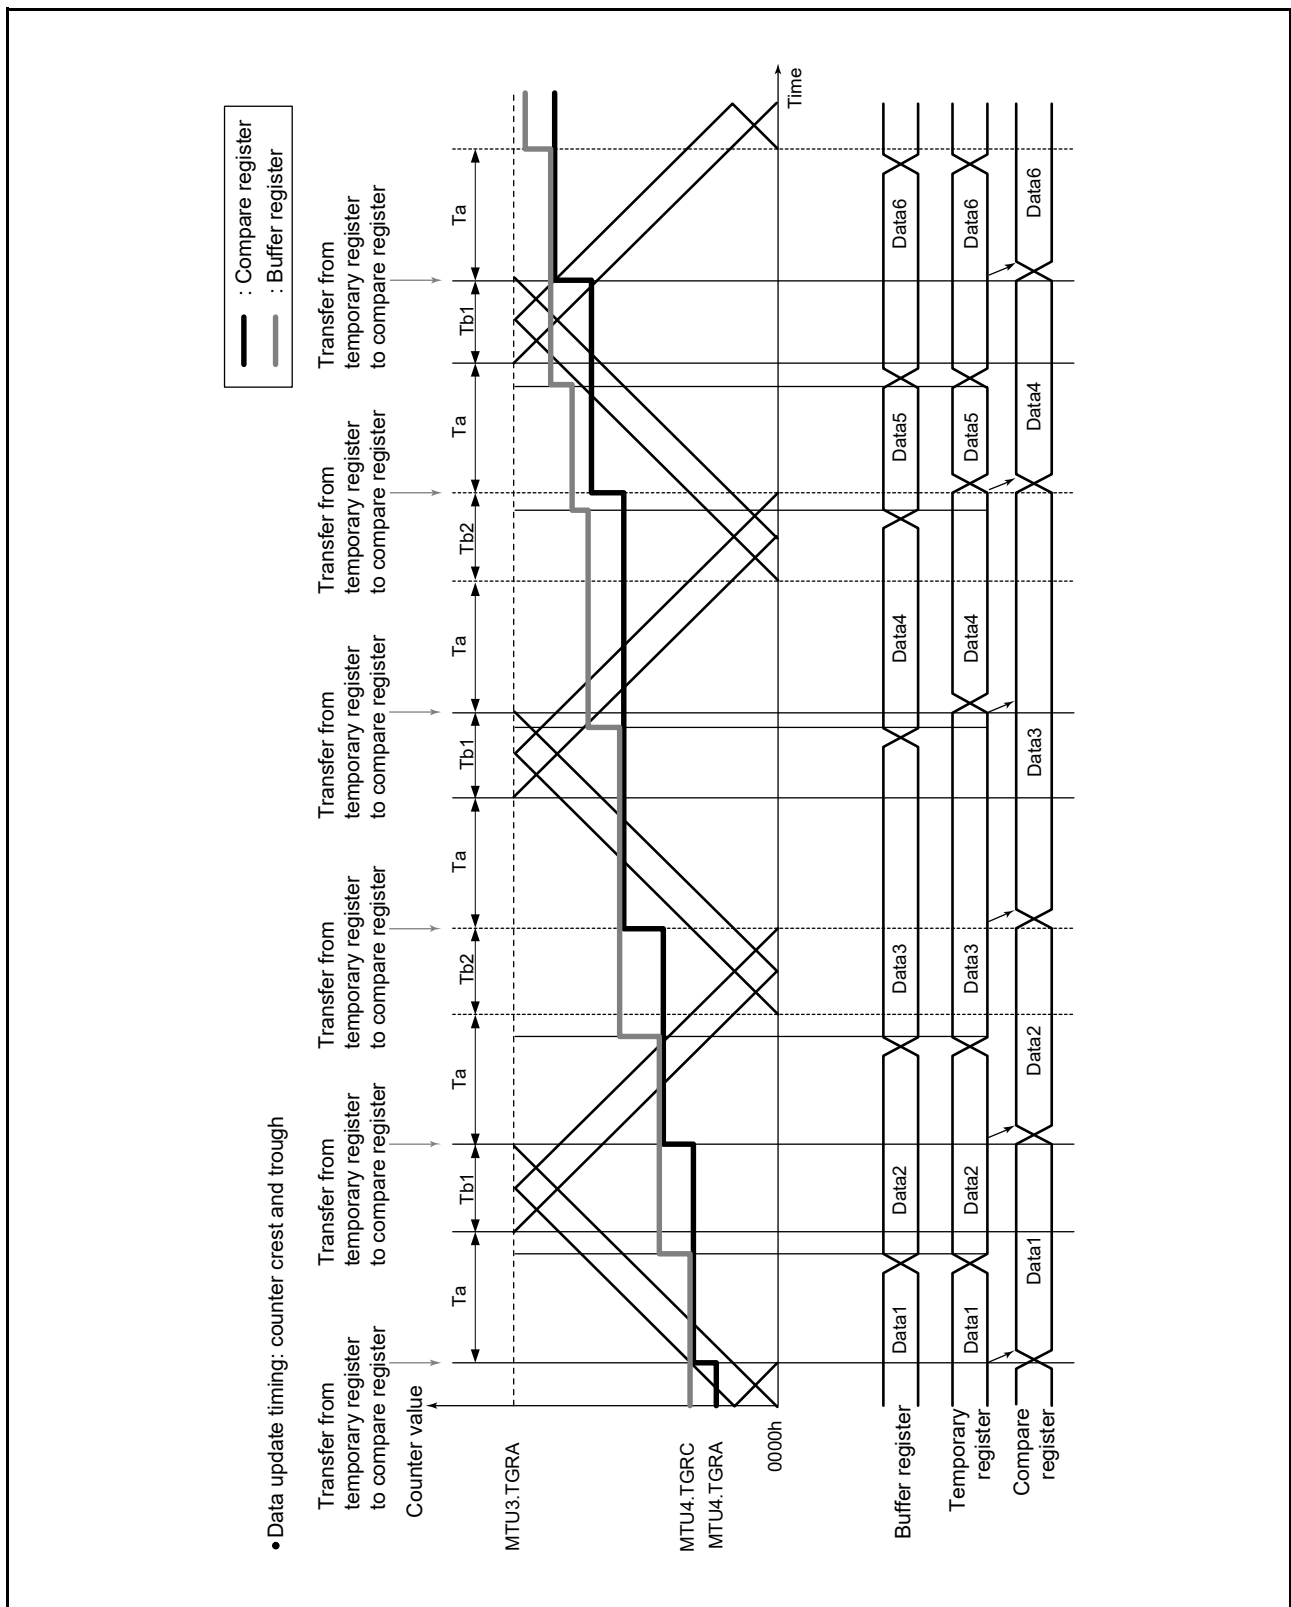 ●Data update timing: counter crest and trough
: Compare register
: Buffer register
Transfer from
temporary register
to compare register
Transfer from
temporary register
to compare register
Transfer from
temporary register
to compare register
Transfer from
temporary register
to compare register
Transfer from
temporary register
to compare register
Transfer from
temporary register
to compare register
Transfer from
temporary register
to compare register
Counter value
Ta Tb1 Ta Tb2 Ta Tb1 Ta Tb2 Ta Tb1 Ta
MTU3.TGRA
MTU4.TGRC
MTU4.TGRA
0000h
Time
Buffer register Data1 Data2 Data3 Data4 Data5 Data6
Temporary
register
Data1 Data2 Data3 Data4 Data5 Data6
Compare
register
Data1 Data2 Data3 Data4 Data6